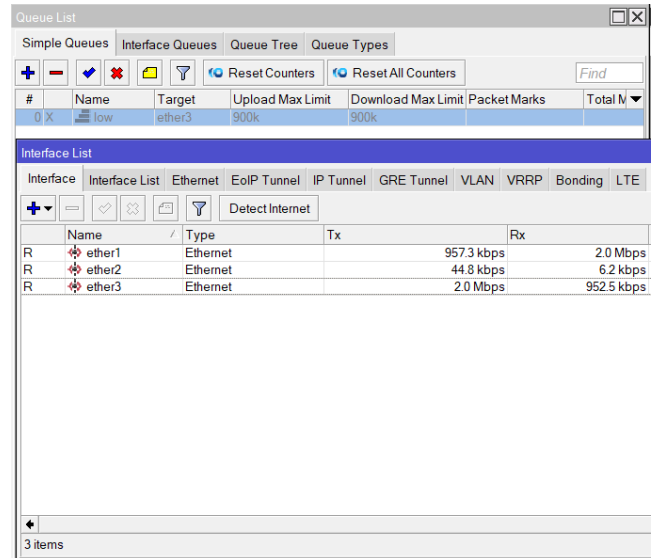 Queue List
Simple Queues Interface Queues Queue Tree Queue Types
Reset Counters Reset All Counters Find
# Name Target Upload Max Limit Download Max Limit Packet Marks Total M
0 X low ether3 900k 900k
Interface List
Interface Interface List Ethernet EoIP Tunnel IP Tunnel GRE Tunnel VLAN VRRP Bonding LTE
Detect Internet
Name Type Tx Rx
R ether1 Ethernet 957.3 kbps 2.0 Mbps
R ether2 Ethernet 44.8 kbps 6.2 kbps
R ether3 Ethernet 2.0 Mbps 952.5 kbps
3 items